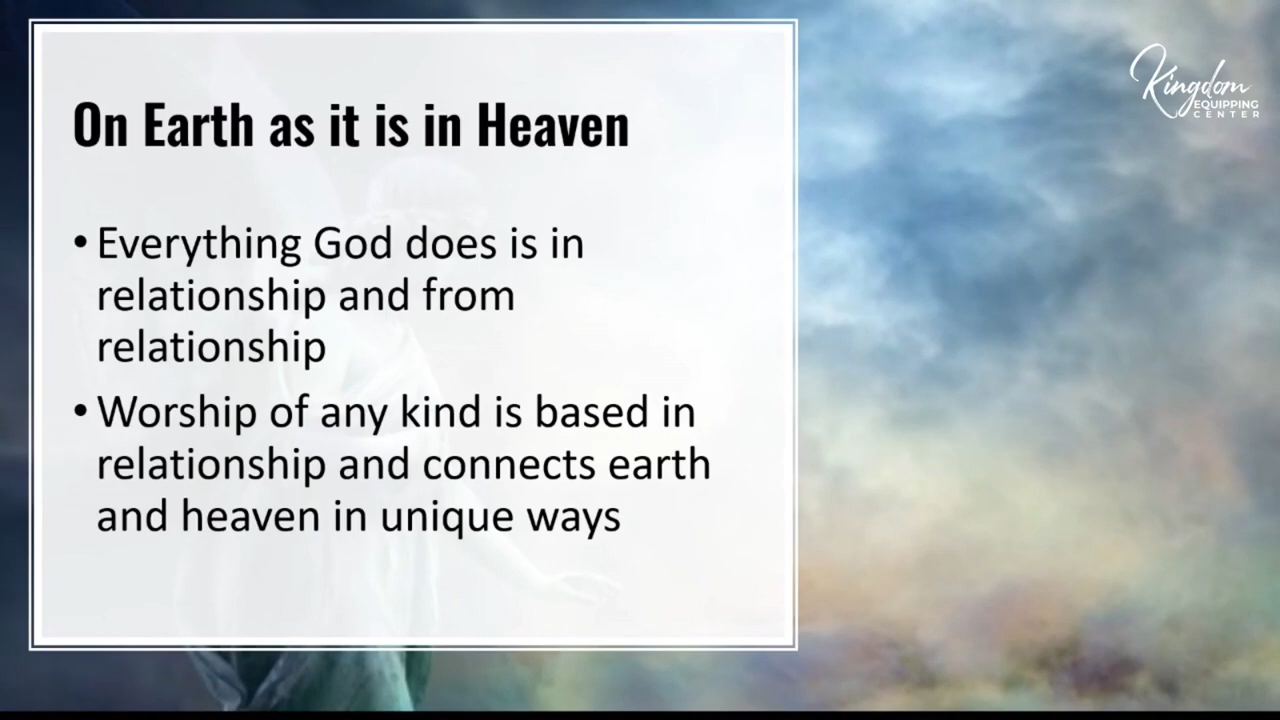 On Earth as it is in Heaven
• Everything God does is in
relationship and from
relationship
• Worship of any kind is based in
relationship and connects earth
and heaven in unique ways
Kingdom
EQUIPPING
CENTER